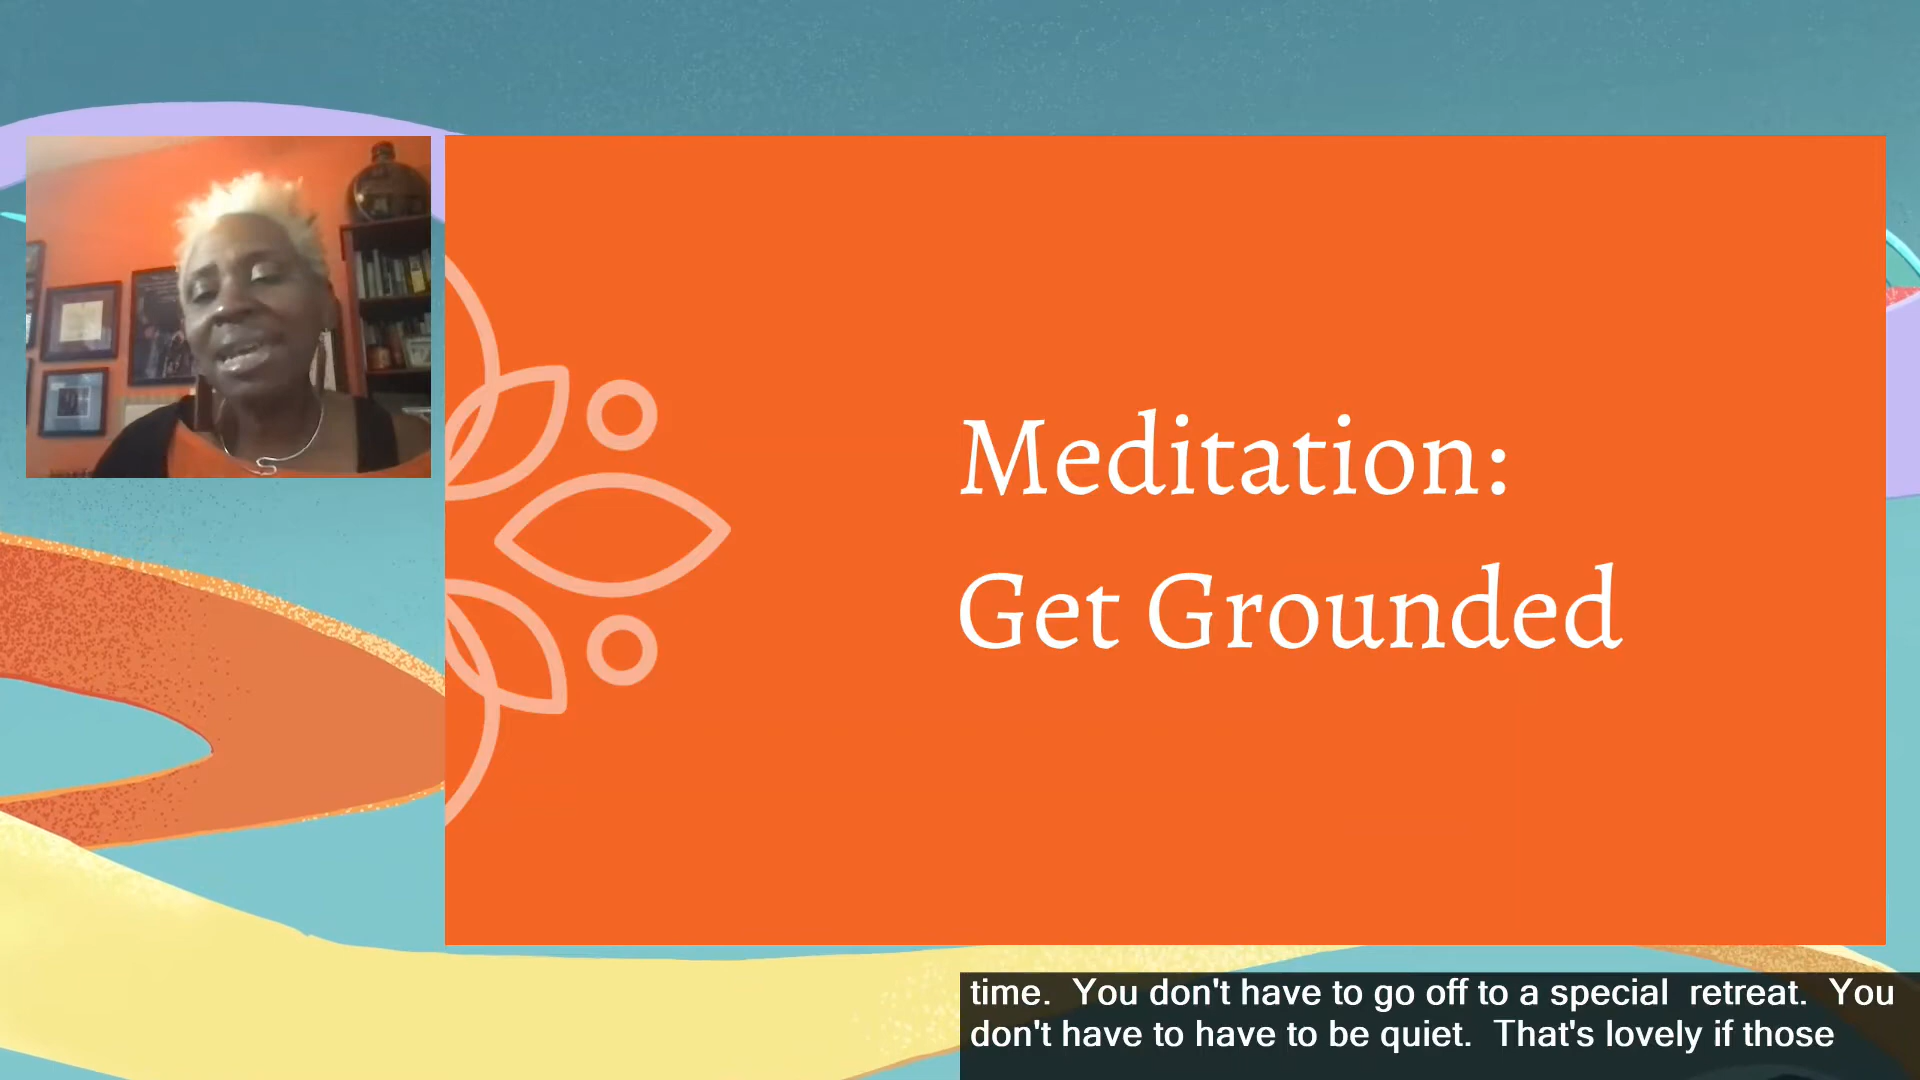 Meditation:
Get Grounded
time. You don't have to go off to a special retreat. You
don't have to have to be quiet. That's lovely if those